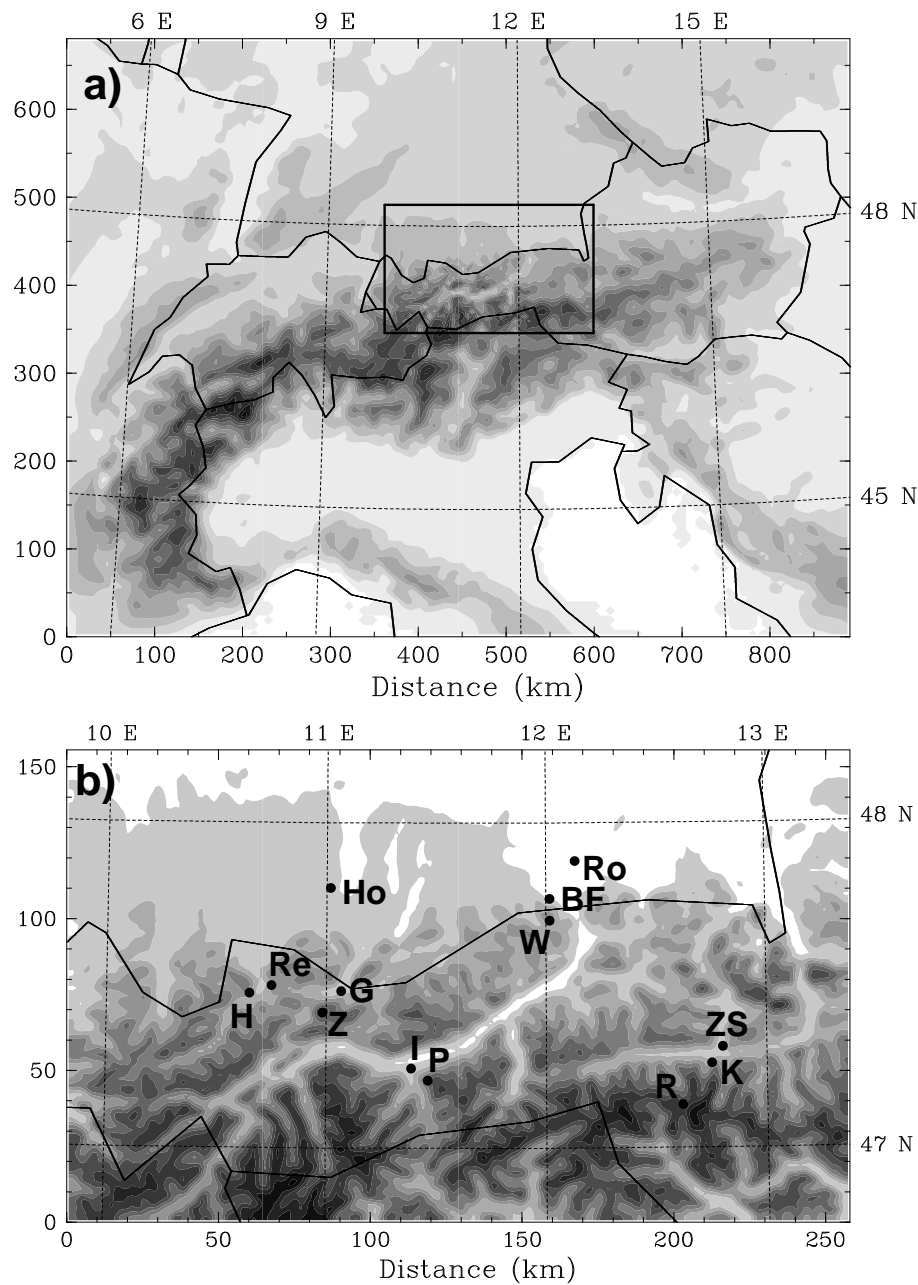 6 E 9 E 12 E 15 E
a)
600
500
48 N
400
300
200
45 N
100
0
0 100 200 300 400 500 600 700 800
Distance (km)
10 E 11 E 12 E 13 E
150
b)
48 N
Ro
Ho
BF
100
W
Re
G
H
Z
ZS
I
P
50
K
R
47 N
0
0 50 100 150 200 250
Distance (km)